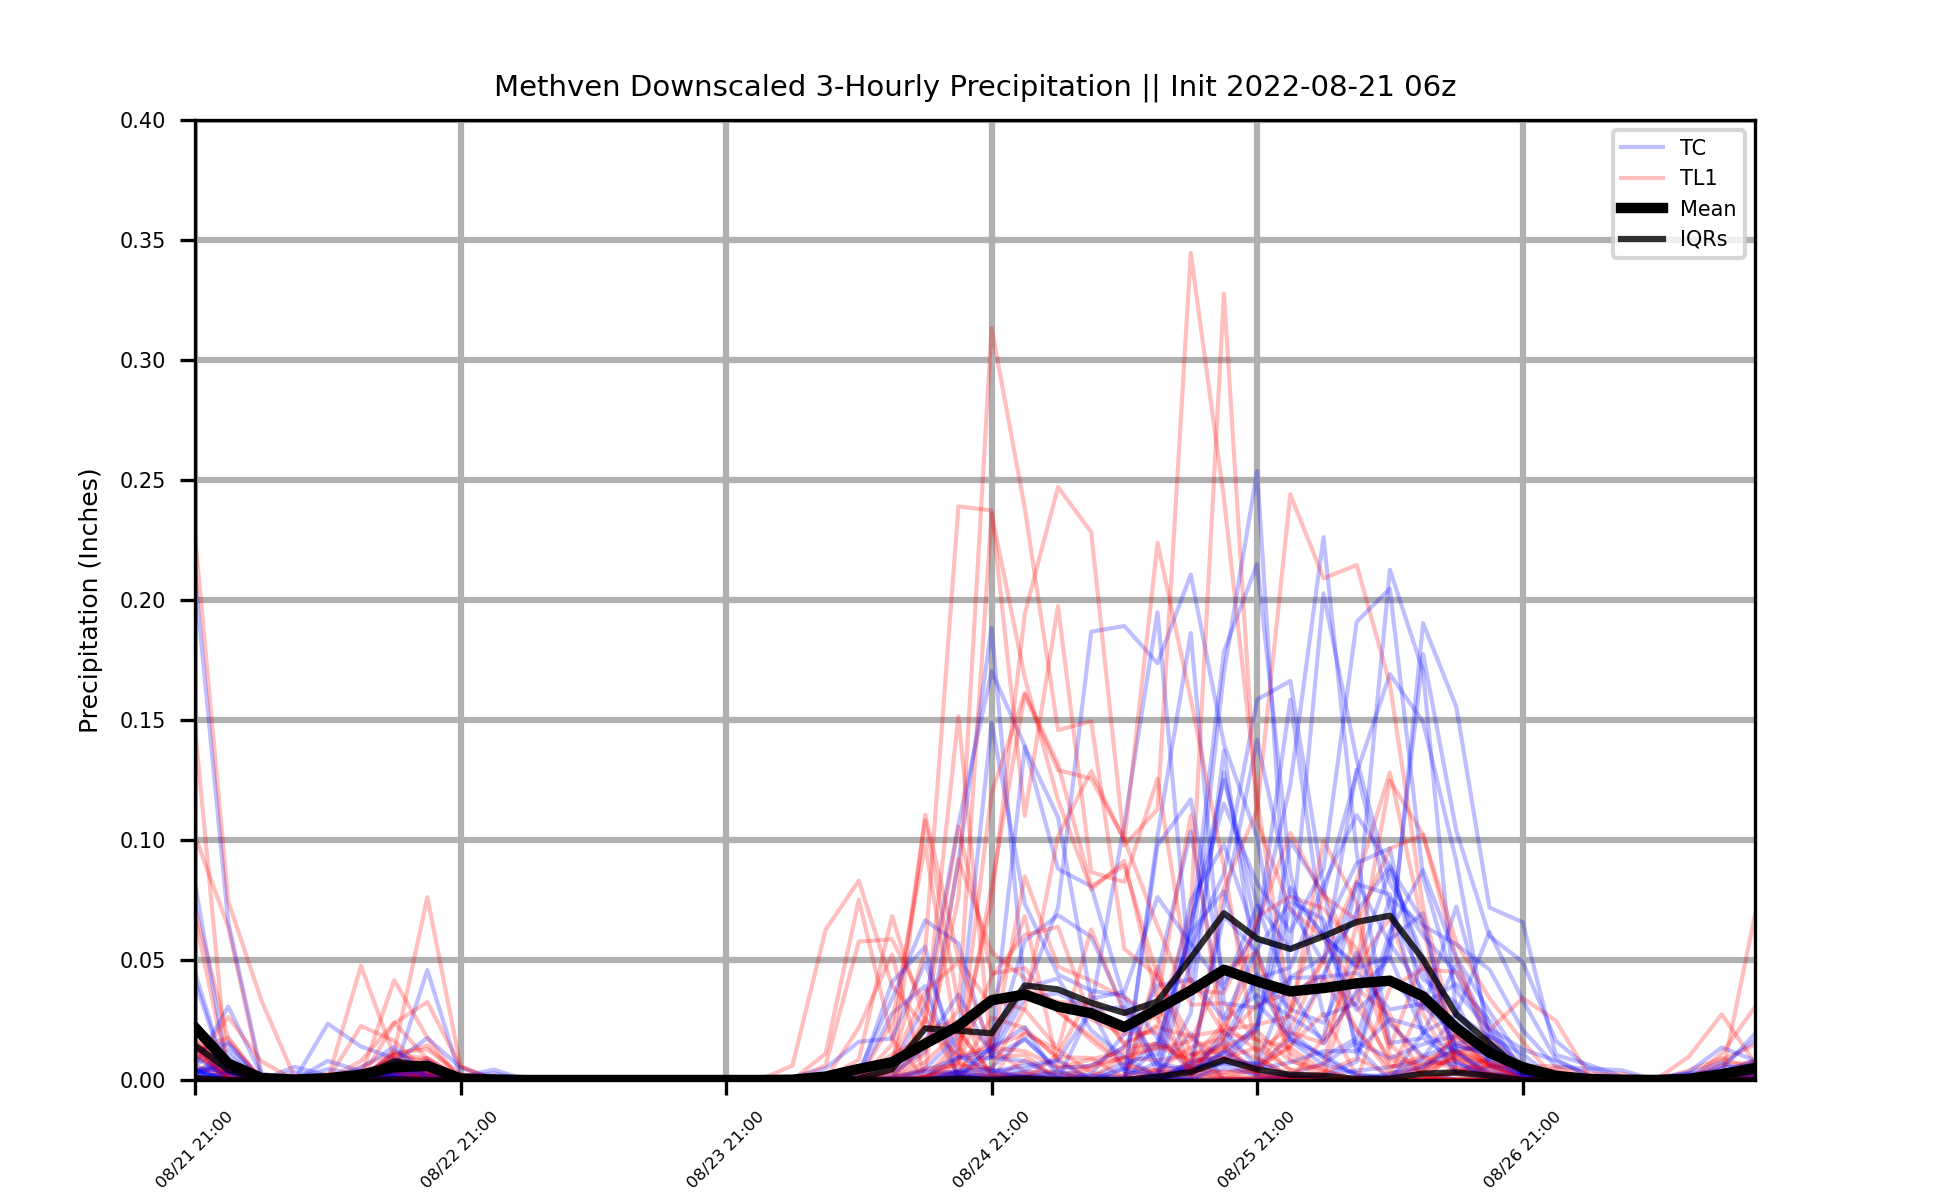 Methven Downscaled 3-Hourly Precipitation || Init 2022-08-21 06z
TC
TL1
Mean
IQRs
Precipitation (Inches)
0.40
0.35
0.30
0.25
0.20
0.15
0.10
0.05
0.00
08/21 21:00
08/22 21:00
08/23 21:00
08/24 21:00
08/25 21:00
08/26 21:00